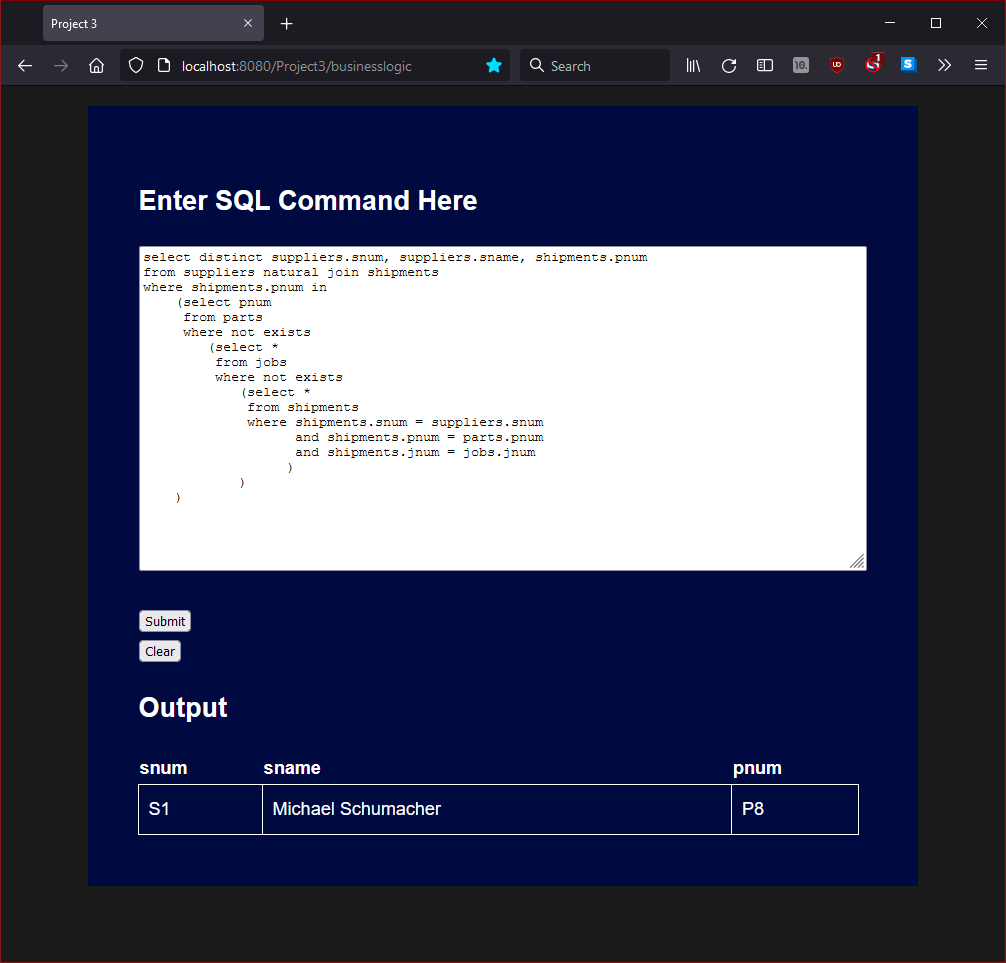 Project 3
localhost:8080/Project3/businesslogic
Search
1
Enter SQL Command Here
select distinct suppliers.snum, suppliers.sname, shipments.pnum
from suppliers natural join shipments
where shipments.pnum in
    (select pnum
     from parts
     where not exists
        (select *
         from jobs
         where not exists
            (select *
             from shipments
             where shipments.snum = suppliers.snum
                   and shipments.pnum = parts.pnum
                   and shipments.jnum = jobs.jnum
                  )
            )
    )
Submit
Clear
Output
snum sname pnum
S1 Michael Schumacher P8